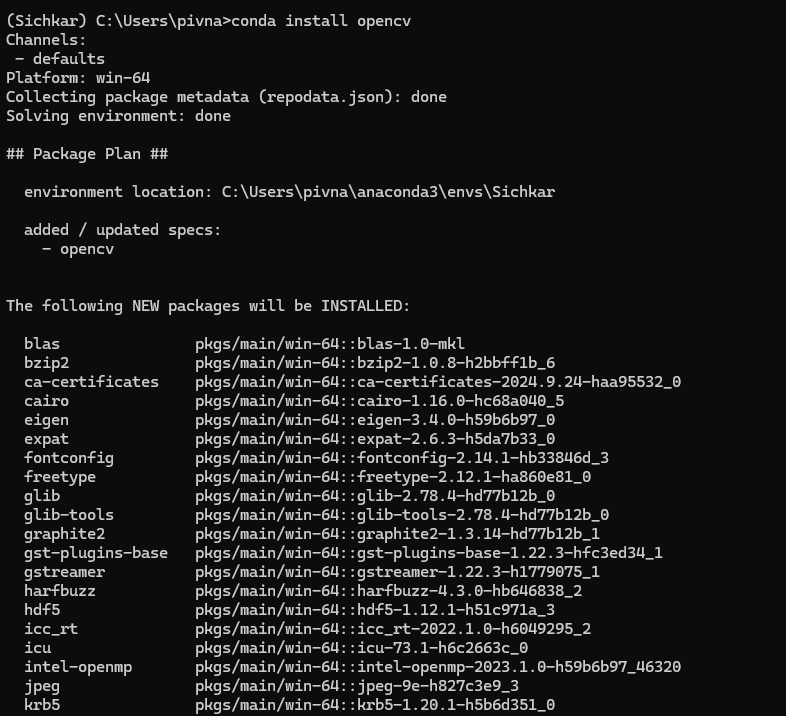 (Sichkar) C:\Users\pivna>conda install opencv
Channels:
 - defaults
Platform: win-64
Collecting package metadata (repodata.json): done
Solving environment: done

## Package Plan ##

  environment location: C:\Users\pivna\anaconda3\envs\Sichkar

  added / updated specs:
    - opencv


The following NEW packages will be INSTALLED:

  blas               pkgs/main/win-64::blas-1.0-mkl
  bzip2              pkgs/main/win-64::bzip2-1.0.8-h2bbff1b_6
  ca-certificates    pkgs/main/win-64::ca-certificates-2024.9.24-haa95532_0
  cairo              pkgs/main/win-64::cairo-1.16.0-hc68a040_5
  eigen              pkgs/main/win-64::eigen-3.4.0-h59b6b97_0
  expat              pkgs/main/win-64::expat-2.6.3-h5da7b33_0
  fontconfig         pkgs/main/win-64::fontconfig-2.14.1-hb33846d_3
  freetype           pkgs/main/win-64::freetype-2.12.1-ha860e81_0
  glib               pkgs/main/win-64::glib-2.78.4-hd77b12b_0
  glib-tools         pkgs/main/win-64::glib-tools-2.78.4-hd77b12b_0
  graphite2          pkgs/main/win-64::graphite2-1.3.14-hd77b12b_1
  gst-plugins-base   pkgs/main/win-64::gst-plugins-base-1.22.3-hfc3ed34_1
  gstreamer          pkgs/main/win-64::gstreamer-1.22.3-h1779075_1
  harfbuzz           pkgs/main/win-64::harfbuzz-4.3.0-hb646838_2
  hdf5               pkgs/main/win-64::hdf5-1.12.1-h51c971a_3
  icc_rt             pkgs/main/win-64::icc_rt-2022.1.0-h6049295_2
  icu                pkgs/main/win-64::icu-73.1-h6c2663c_0
  intel-openmp       pkgs/main/win-64::intel-openmp-2023.1.0-h59b6b97_46320
  jpeg               pkgs/main/win-64::jpeg-9e-h827c3e9_3
  krb5               pkgs/main/win-64::krb5-1.20.1-h5b6d351_0